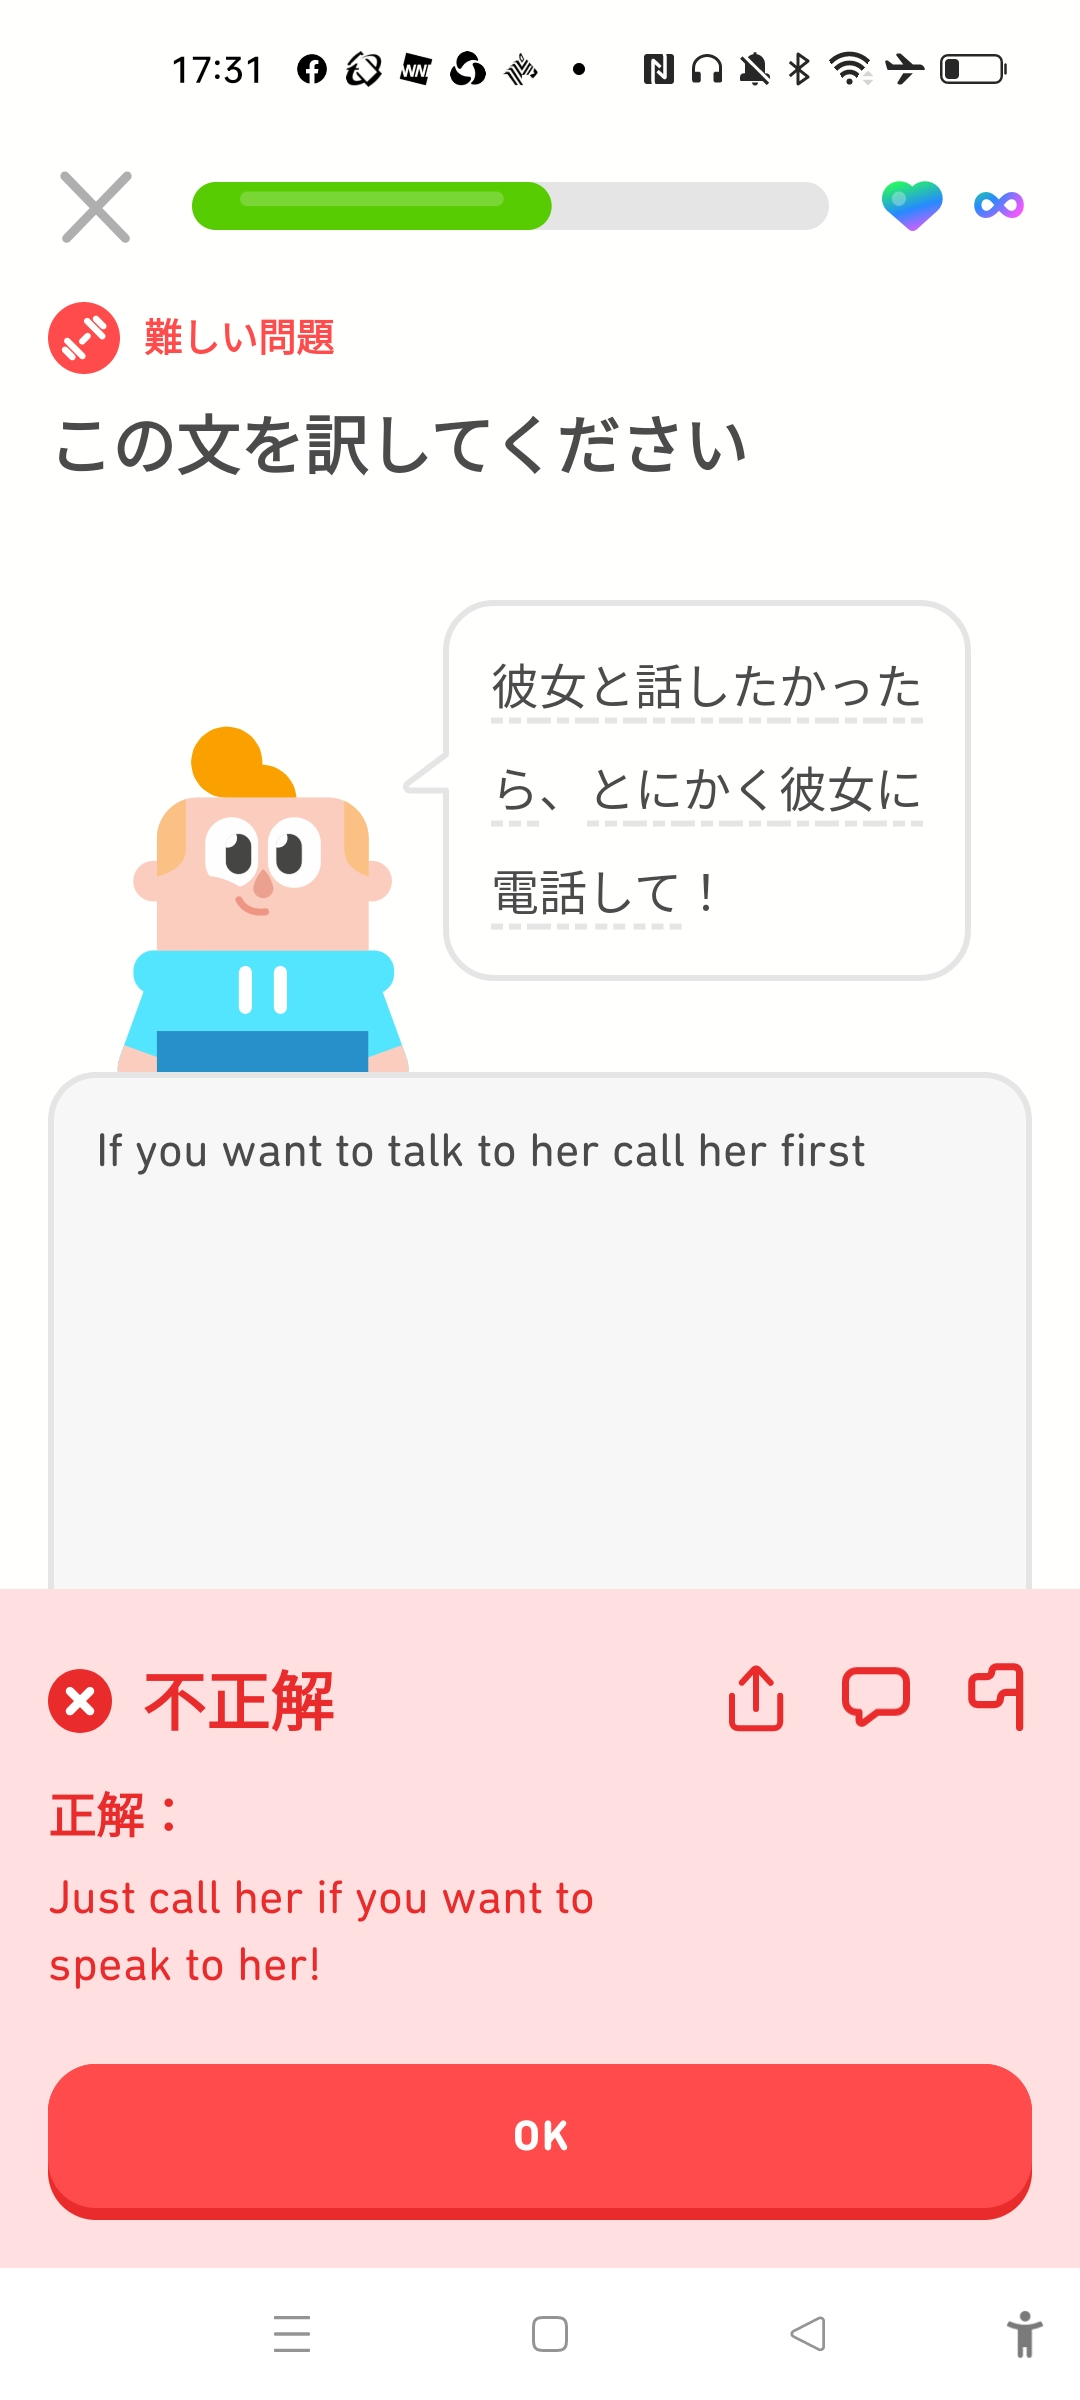 17:31
難しい問題
この文を訳してください
彼女と話したかった
ら、とにかく彼女に
電話して！
If you want to talk to her call her first
不正解
正解：
Just call her if you want to
speak to her!
OK